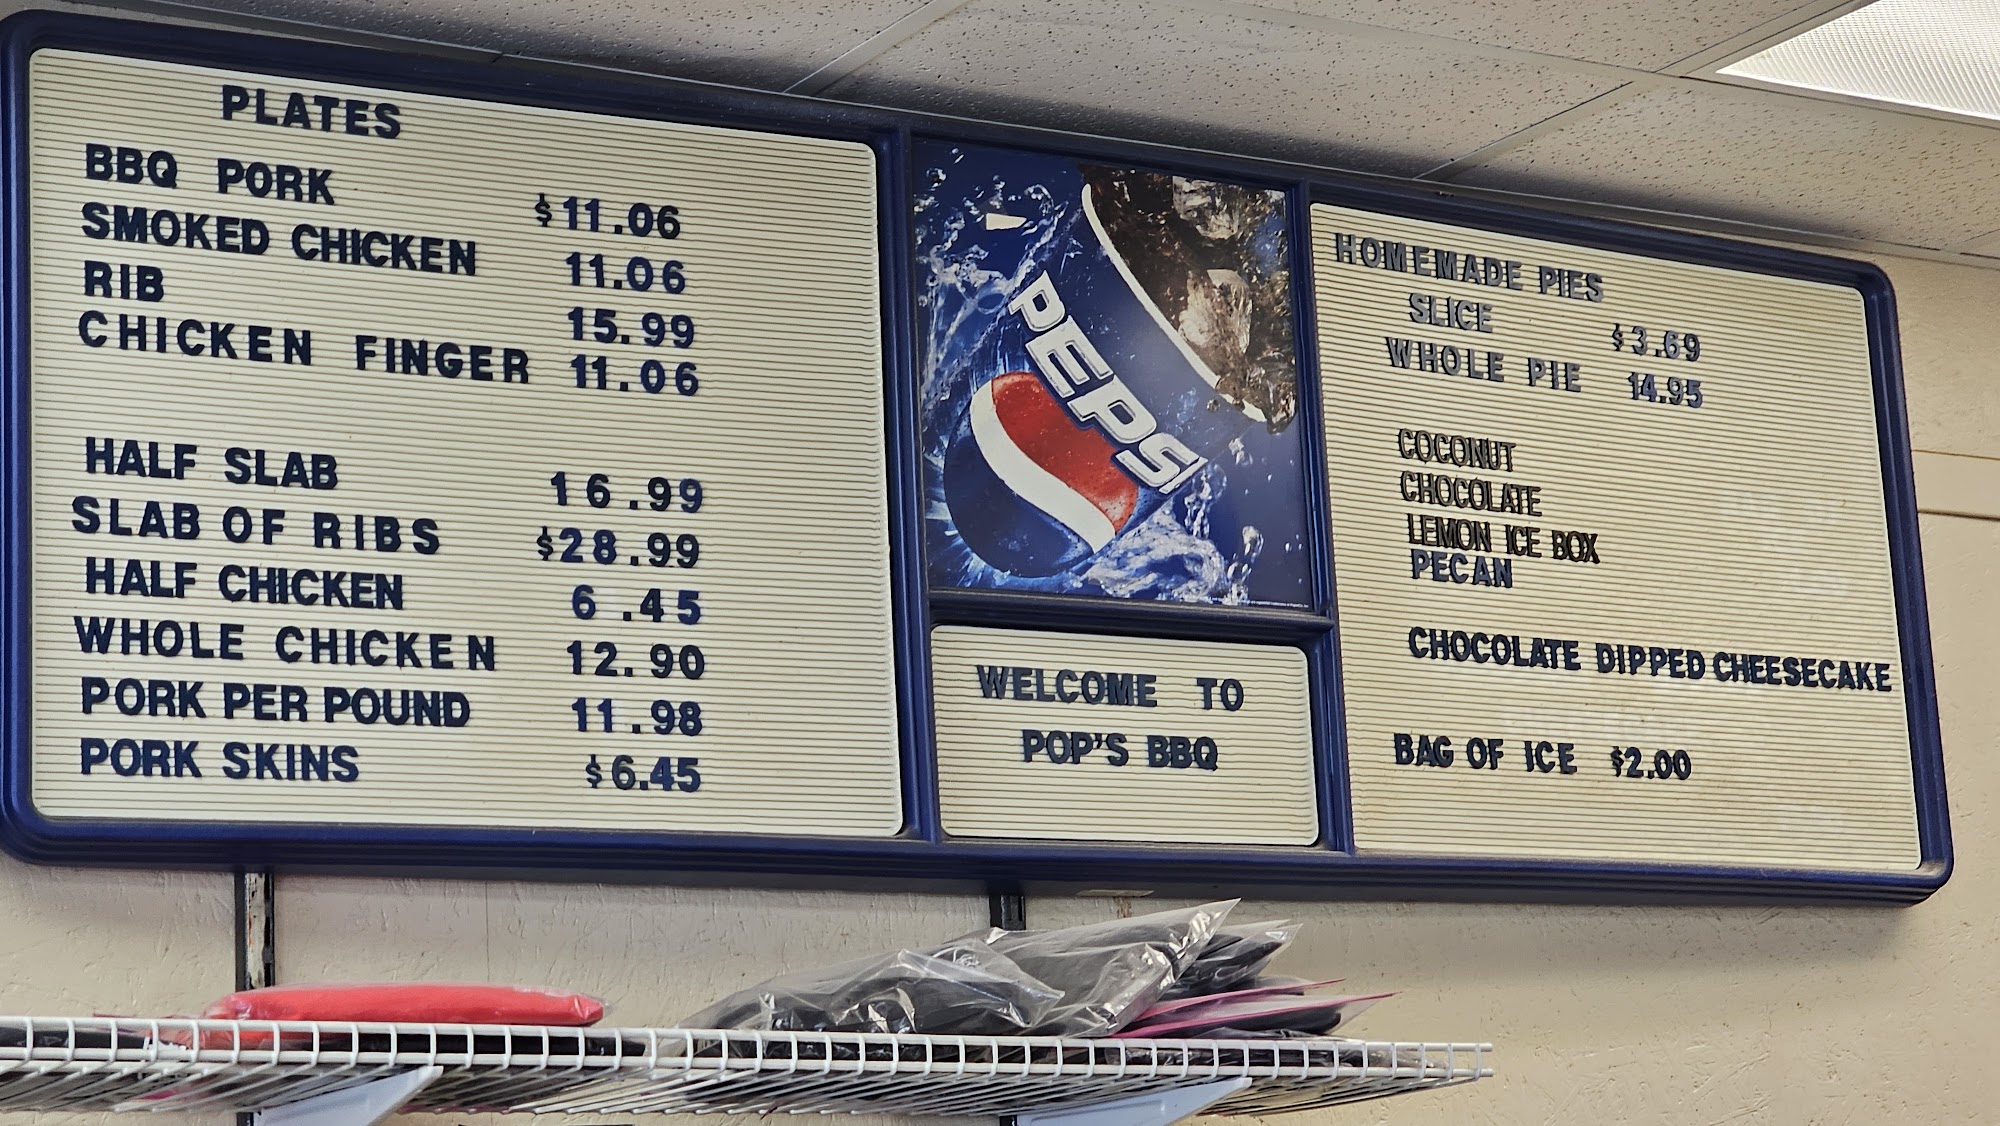 PLATES
BBQ PORK $11.06
SMOKED CHICKEN 11.06
RIB 15.99
CHICKEN FINGER 11.06
HALF SLAB 16.99
SLAB OF RIBS $28.99
HALF CHICKEN 6.45
WHOLE CHICKEN 12.90
PORK PER POUND 11.98
PORK SKINS $6.45
PEPSI
WELCOME TO
POP'S BBQ
HOMEMADE PIES
SLICE $3.69
WHOLE PIE 14.95
COCONUT
CHOCOLATE
LEMON ICE BOX
PECAN
CHOCOLATE DIPPED CHEESECAKE
BAG OF ICE $2.00